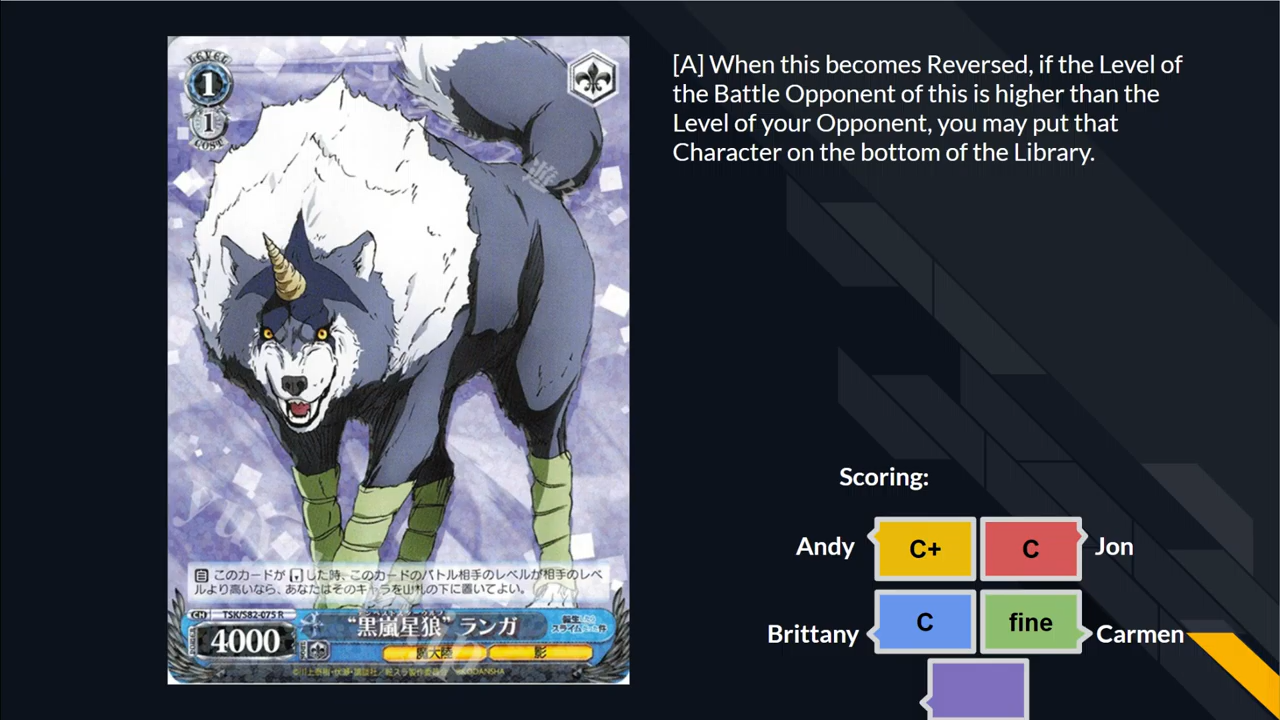 LEVEL
1
1
COST
[A] When this becomes Reversed, if the Level of
the Battle Opponent of this is higher than the
Level of your Opponent, you may put that
Character on the bottom of the Library.
Scoring:
Andy
C+
C
Jon
Brittany
C
fine
Carmen
このカードが
した時、このカードのバトル相手のレベルが相手のレベ
ルより高いなら、あなたはそのキャラを山札の下に置いてよい。
CH
TSK/S82-075 R
4000
“黒嵐星狼” ランガ
魔大陸
影